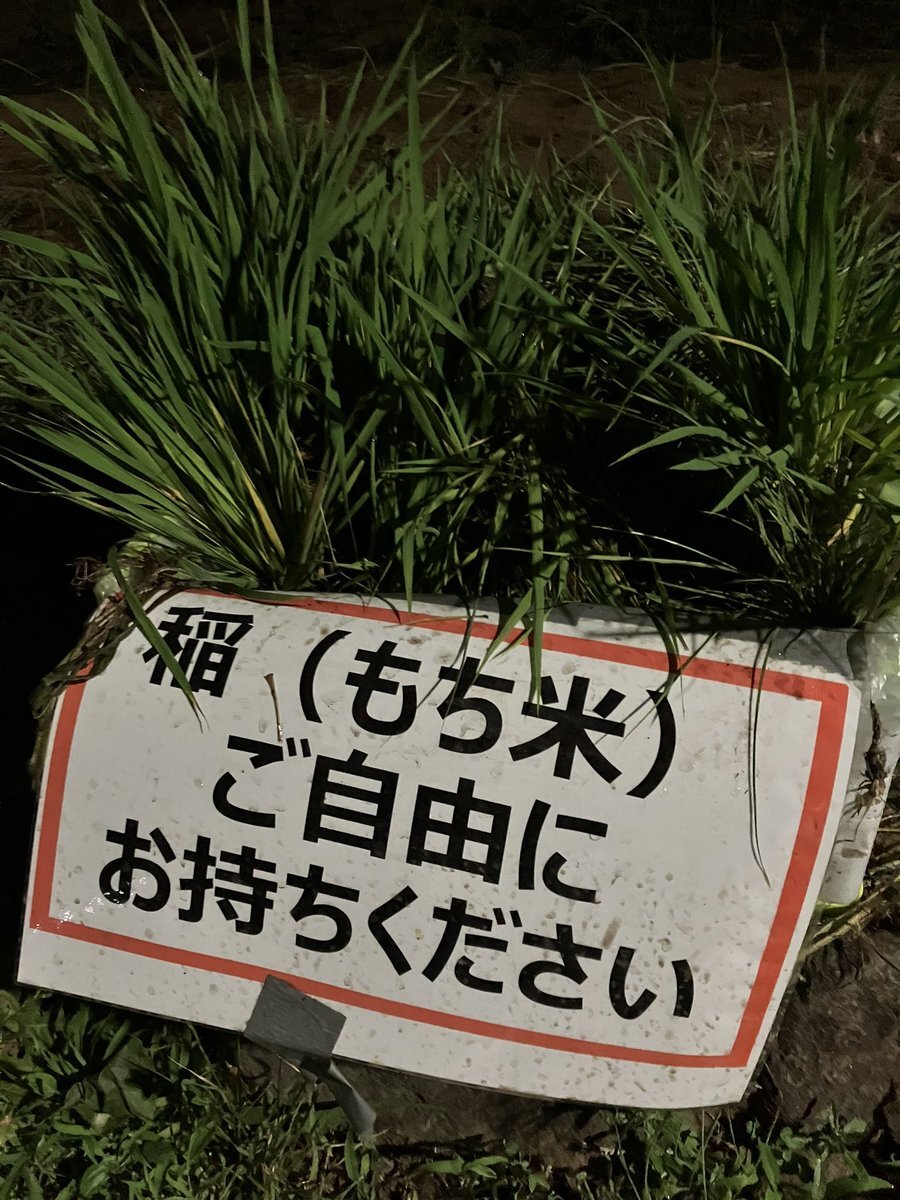 稲（もち米）
ご自由に
お持ちください